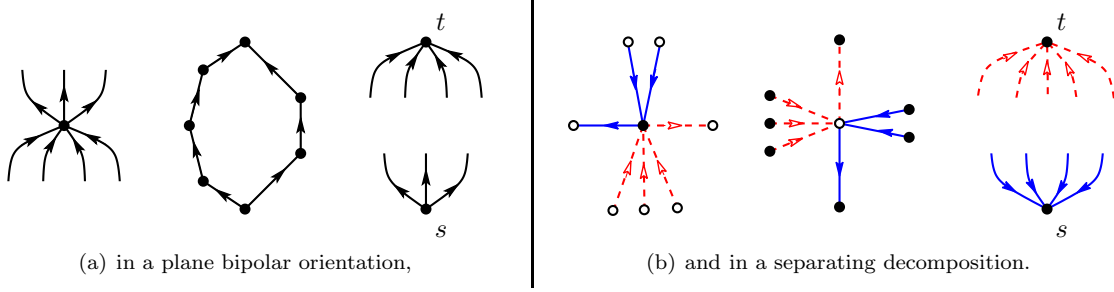 t
t
s
s
(a) in a plane bipolar orientation,
(b) and in a separating decomposition.